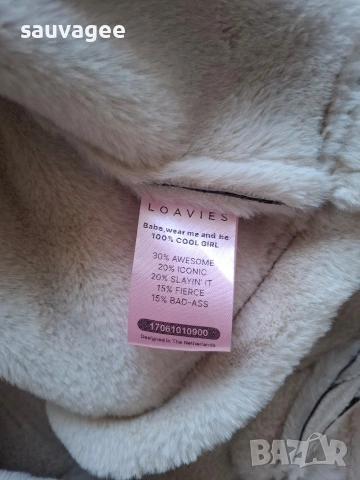 sauvagee
LOAVIES
Babe, wear me and be
100% COOL GIRL
30% AWESOME
20% ICONIC
20% SLAYIN' IT
15% FIERCE
15% BAD-ASS
17061010900
Designed in The Netherlands
BAZAR